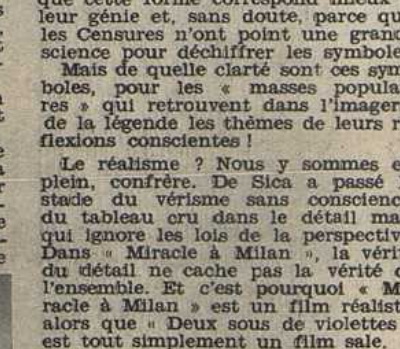 que cette forme correspond mieux
leur génie et, sans doute, parce qu
les Censures n'ont point une grand
science pour déchiffrer les symbole
Mais de quelle clarté sont ces sym
boles, pour les « masses popula
res » qui retrouvent dans l'imager
de la légende les thèmes de leurs r
flexions conscientes !
Le réalisme ? Nous y sommes e
plein, confrère. De Sica a passé
stade du vérisme sans conscienc
du tableau cru dans le détail ma
qui ignore les lois de la perspectiv
Dans « Miracle à Milan », la vérit
du détail ne cache pas la vérité d
l'ensemble. Et c'est pourquoi « M
racle à Milan » est un film réalist
alors que « Deux sous de violettes
est tout simplement un film sale.